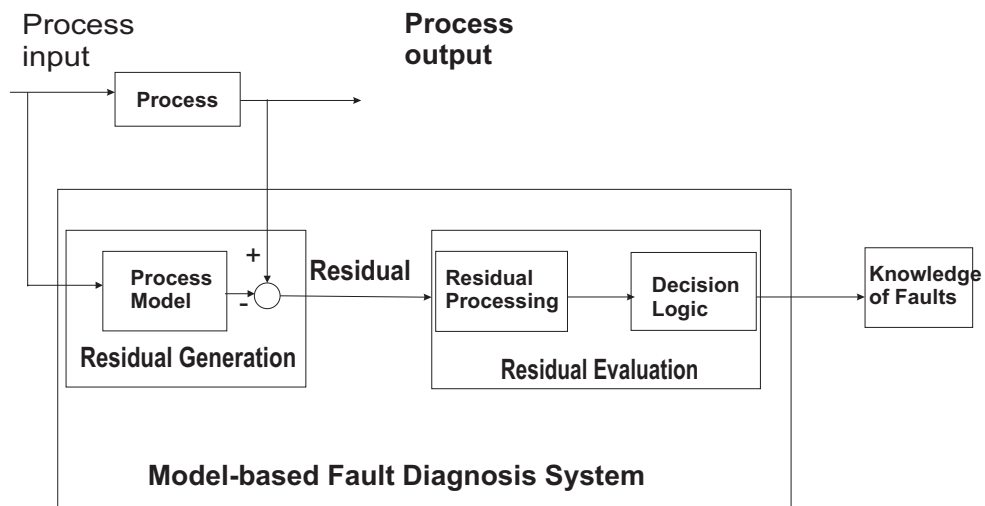 Process
input
Process
output
Process
+
Process
Model
-
Residual
Residual
Processing
Decision
Logic
Knowledge
of Faults
Residual Generation
Residual Evaluation
Model-based Fault Diagnosis System